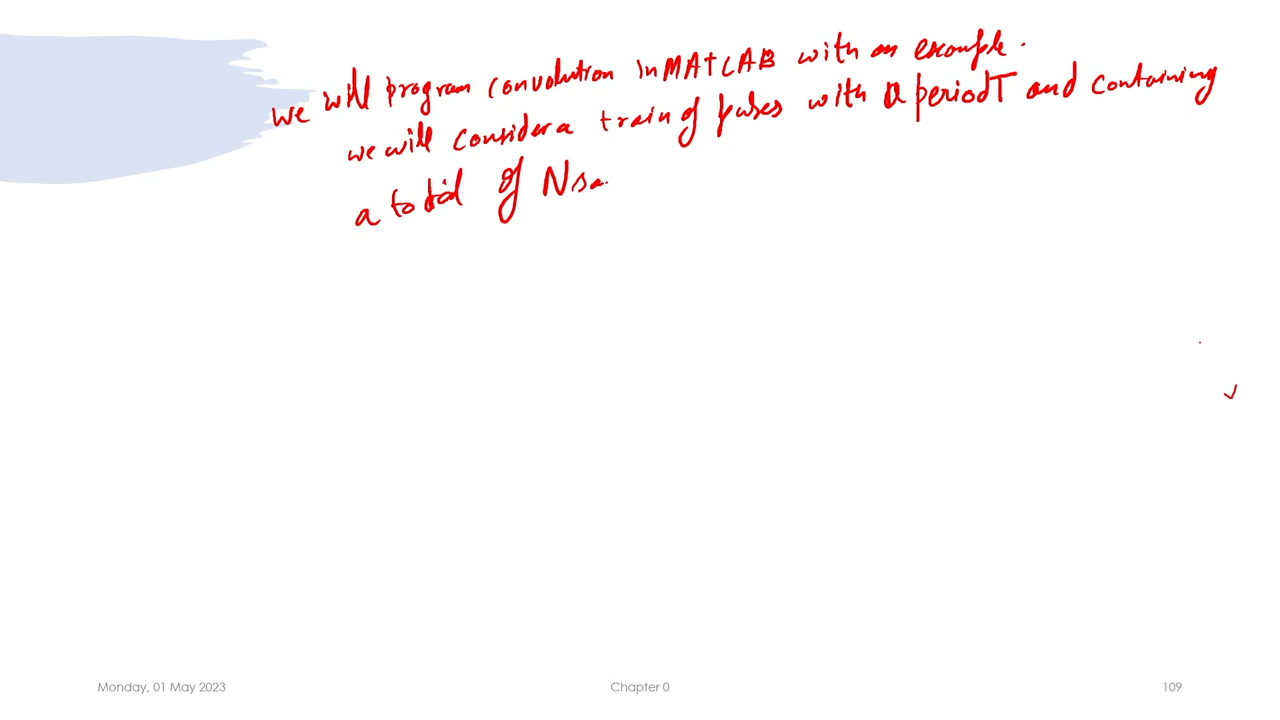 we will program convolution in MATLAB with an example.
we will consider a train of pulses with a period T and containing
a total of N sa
Monday, 01 May 2023
Chapter 0
109